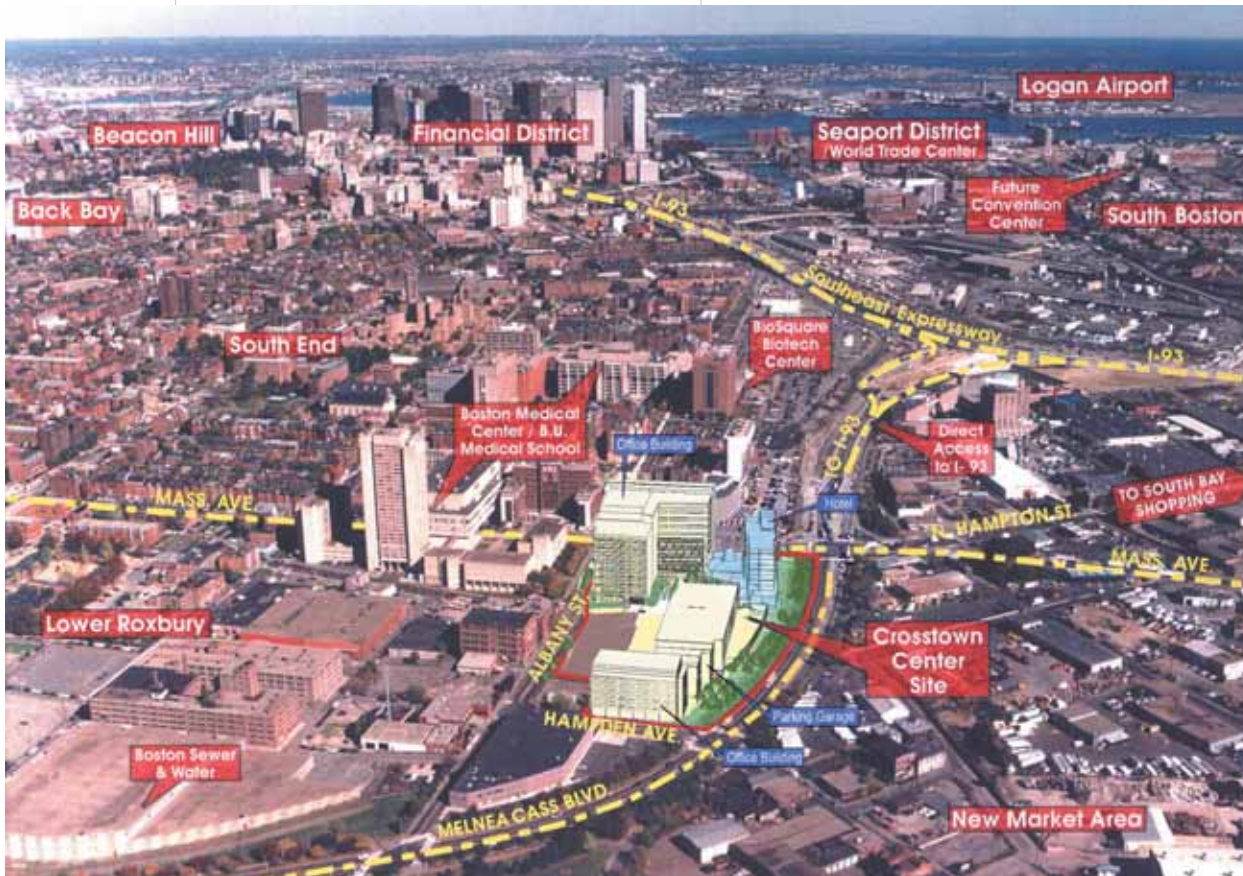 Logan Airport
Beacon Hill
Financial District
Seaport District
/World Trade Center
Future
Convention
Center
Back Bay
South Boston
I-93
Southeast Expressway
I-93
South End
BioSquare
Biotech
Center
Boston Medical
Center / B.U.
Medical School
Office Building
TO I-93
Direct
Access
to I- 93
TO SOUTH BAY
SHOPPING
MASS. AVE.
Hotel
N. HAMPTON ST.
MASS. AVE.
Lower Roxbury
ALBANY ST.
Crosstown
Center
Site
HAMPDEN AVE.
Parking Garage
Office Building
Boston Sewer
& Water
MELNEA CASS BLVD.
New Market Area